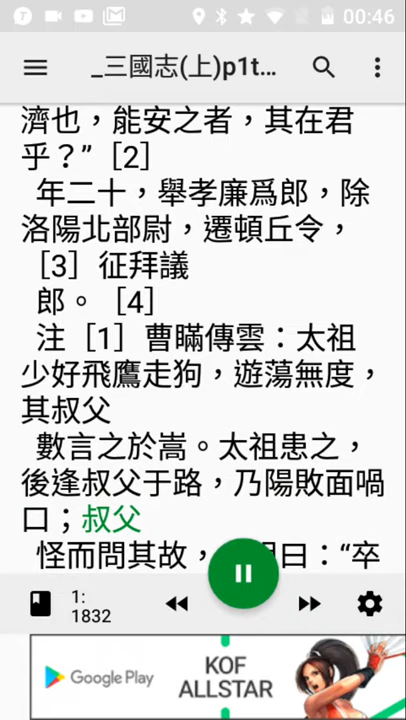 00:46
_三國志(上)p1t...
濟也，能安之者，其在君
乎？”［2］
年二十，舉孝廉爲郎，除
洛陽北部尉，遷頓丘令，
［3］征拜議
郎。［4］
注［1］曹瞞傳雲：太祖
少好飛鷹走狗，遊蕩無度，
其叔父
數言之於嵩。太祖患之，
後逢叔父于路，乃陽敗面喎
口；叔父
怪而問其故，曰：“卒
1:
1832
Google Play
KOF
ALLSTAR